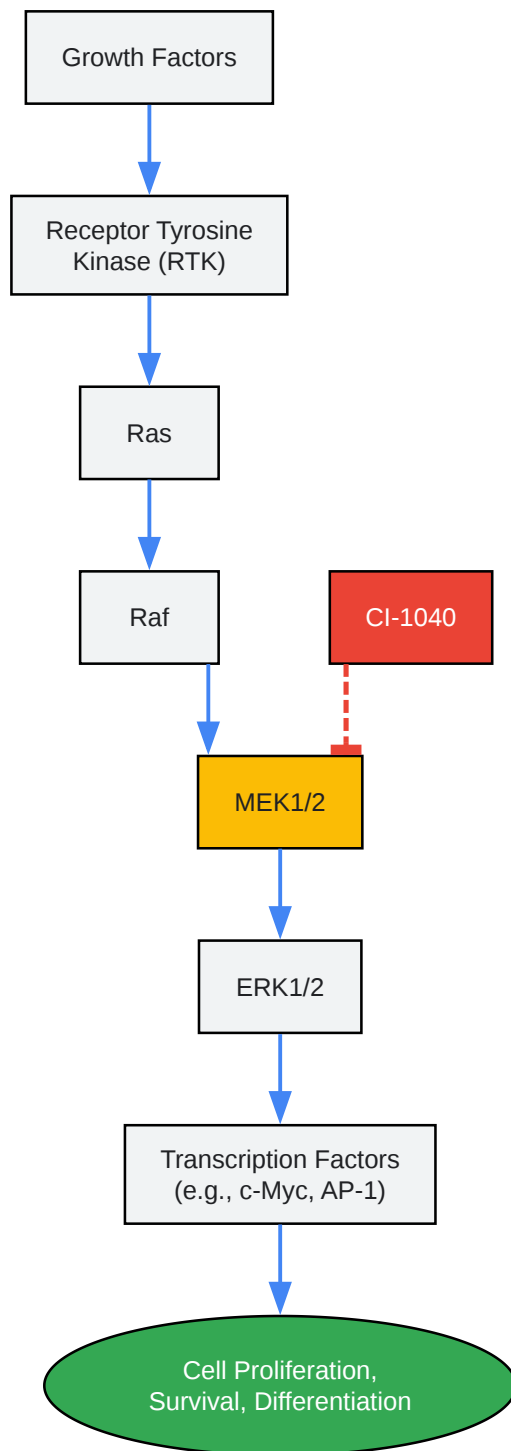 Growth Factors
Receptor Tyrosine
Kinase (RTK)
Ras
Raf
CI-1040
MEK1/2
ERK1/2
Transcription Factors
(e.g., c-Myc, AP-1)
Cell Proliferation,
Survival, Differentiation